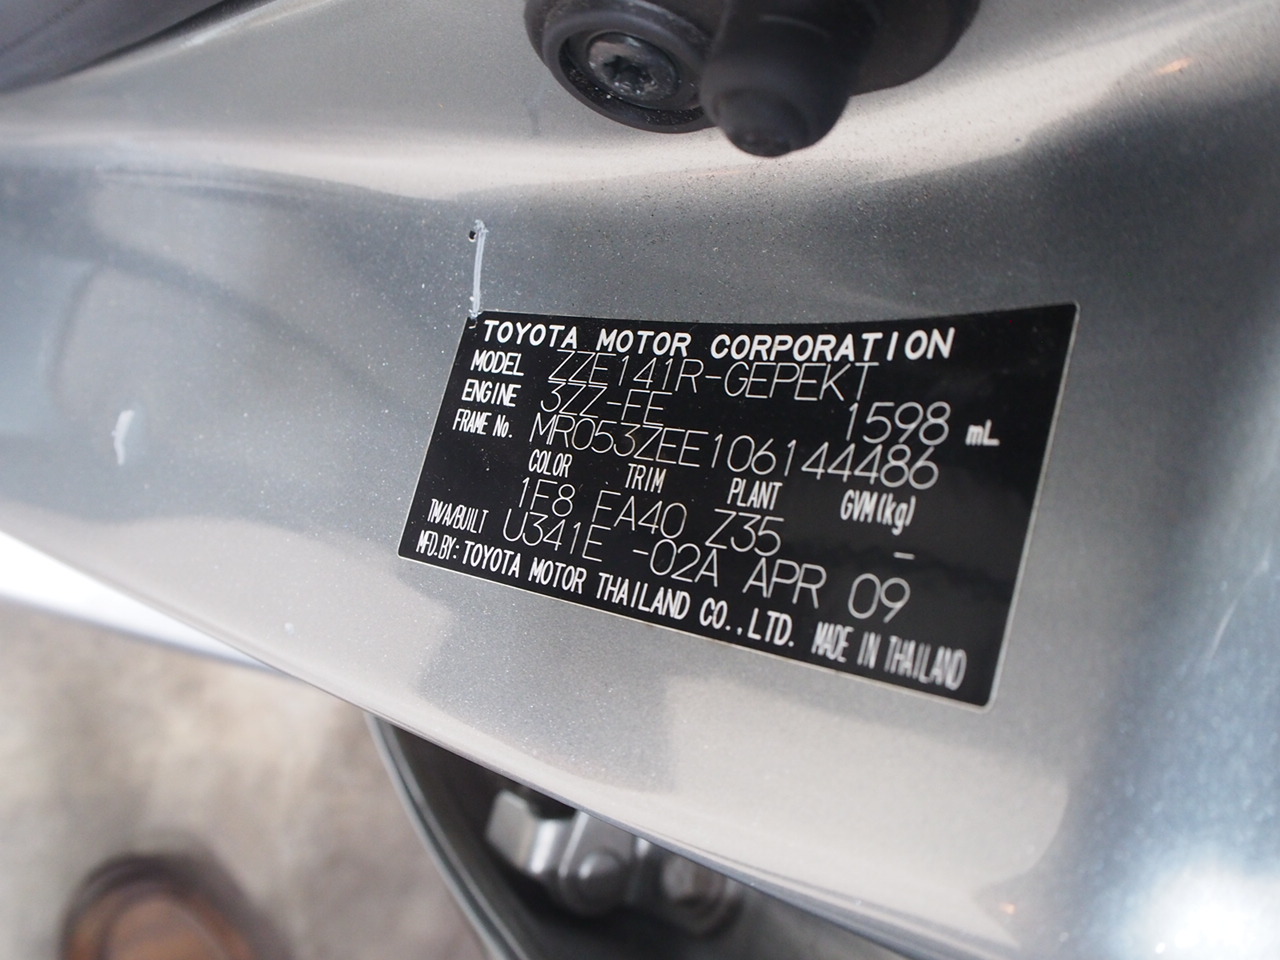 TOYOTA MOTOR CORPORATION
MODEL ZZE141R-GEPEKT
ENGINE 3ZZ-FE 1598 mL
FRAME No. MR053ZEE106144486
COLOR TRIM PLANT GVM(kg)
1F8 FA40 Z35 –
TM/A/BUILT U341E -02A APR 09
MFD.BY: TOYOTA MOTOR THAILAND CO.,LTD. MADE IN THAILAND